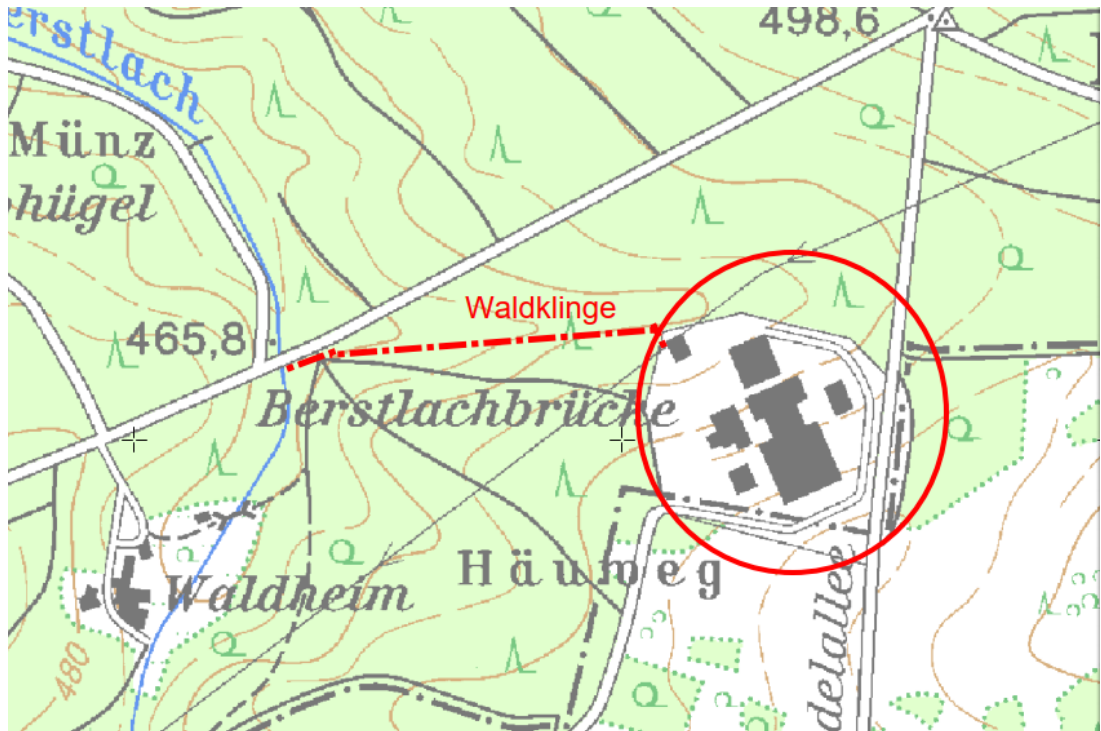 erstlach
498,6
Münz
hügel
Waldklinge
465,8
Berstlachbrücke
Häuweg
Waldheim
480
delallee